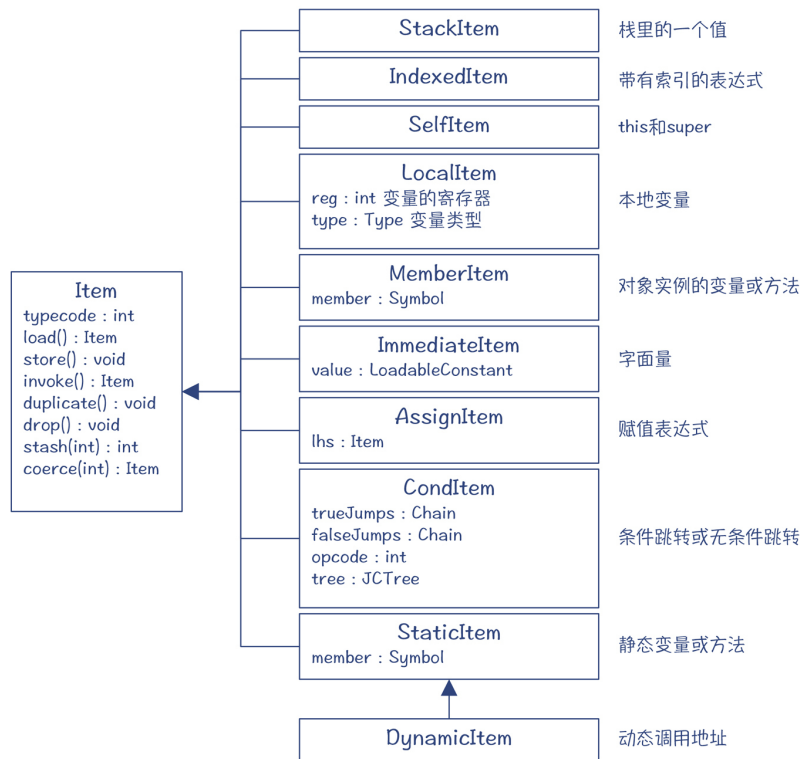 StackItem
栈里的一个值
IndexedItem
带有索引的表达式
SelfItem
this和super
LocalItem
reg : int 变量的寄存器
type : Type 变量类型
本地变量
MemberItem
member : Symbol
对象实例的变量或方法
Item
typecode : int
load() : Item
store() : void
invoke() : Item
duplicate() : void
drop() : void
stash(int) : int
coerce(int) : Item
ImmediateItem
value : LoadableConstant
字面量
AssignItem
lhs : Item
赋值表达式
CondItem
trueJumps : Chain
falseJumps : Chain
opcode : int
tree : JCTree
条件跳转或无条件跳转
StaticItem
member : Symbol
静态变量或方法
DynamicItem
动态调用地址